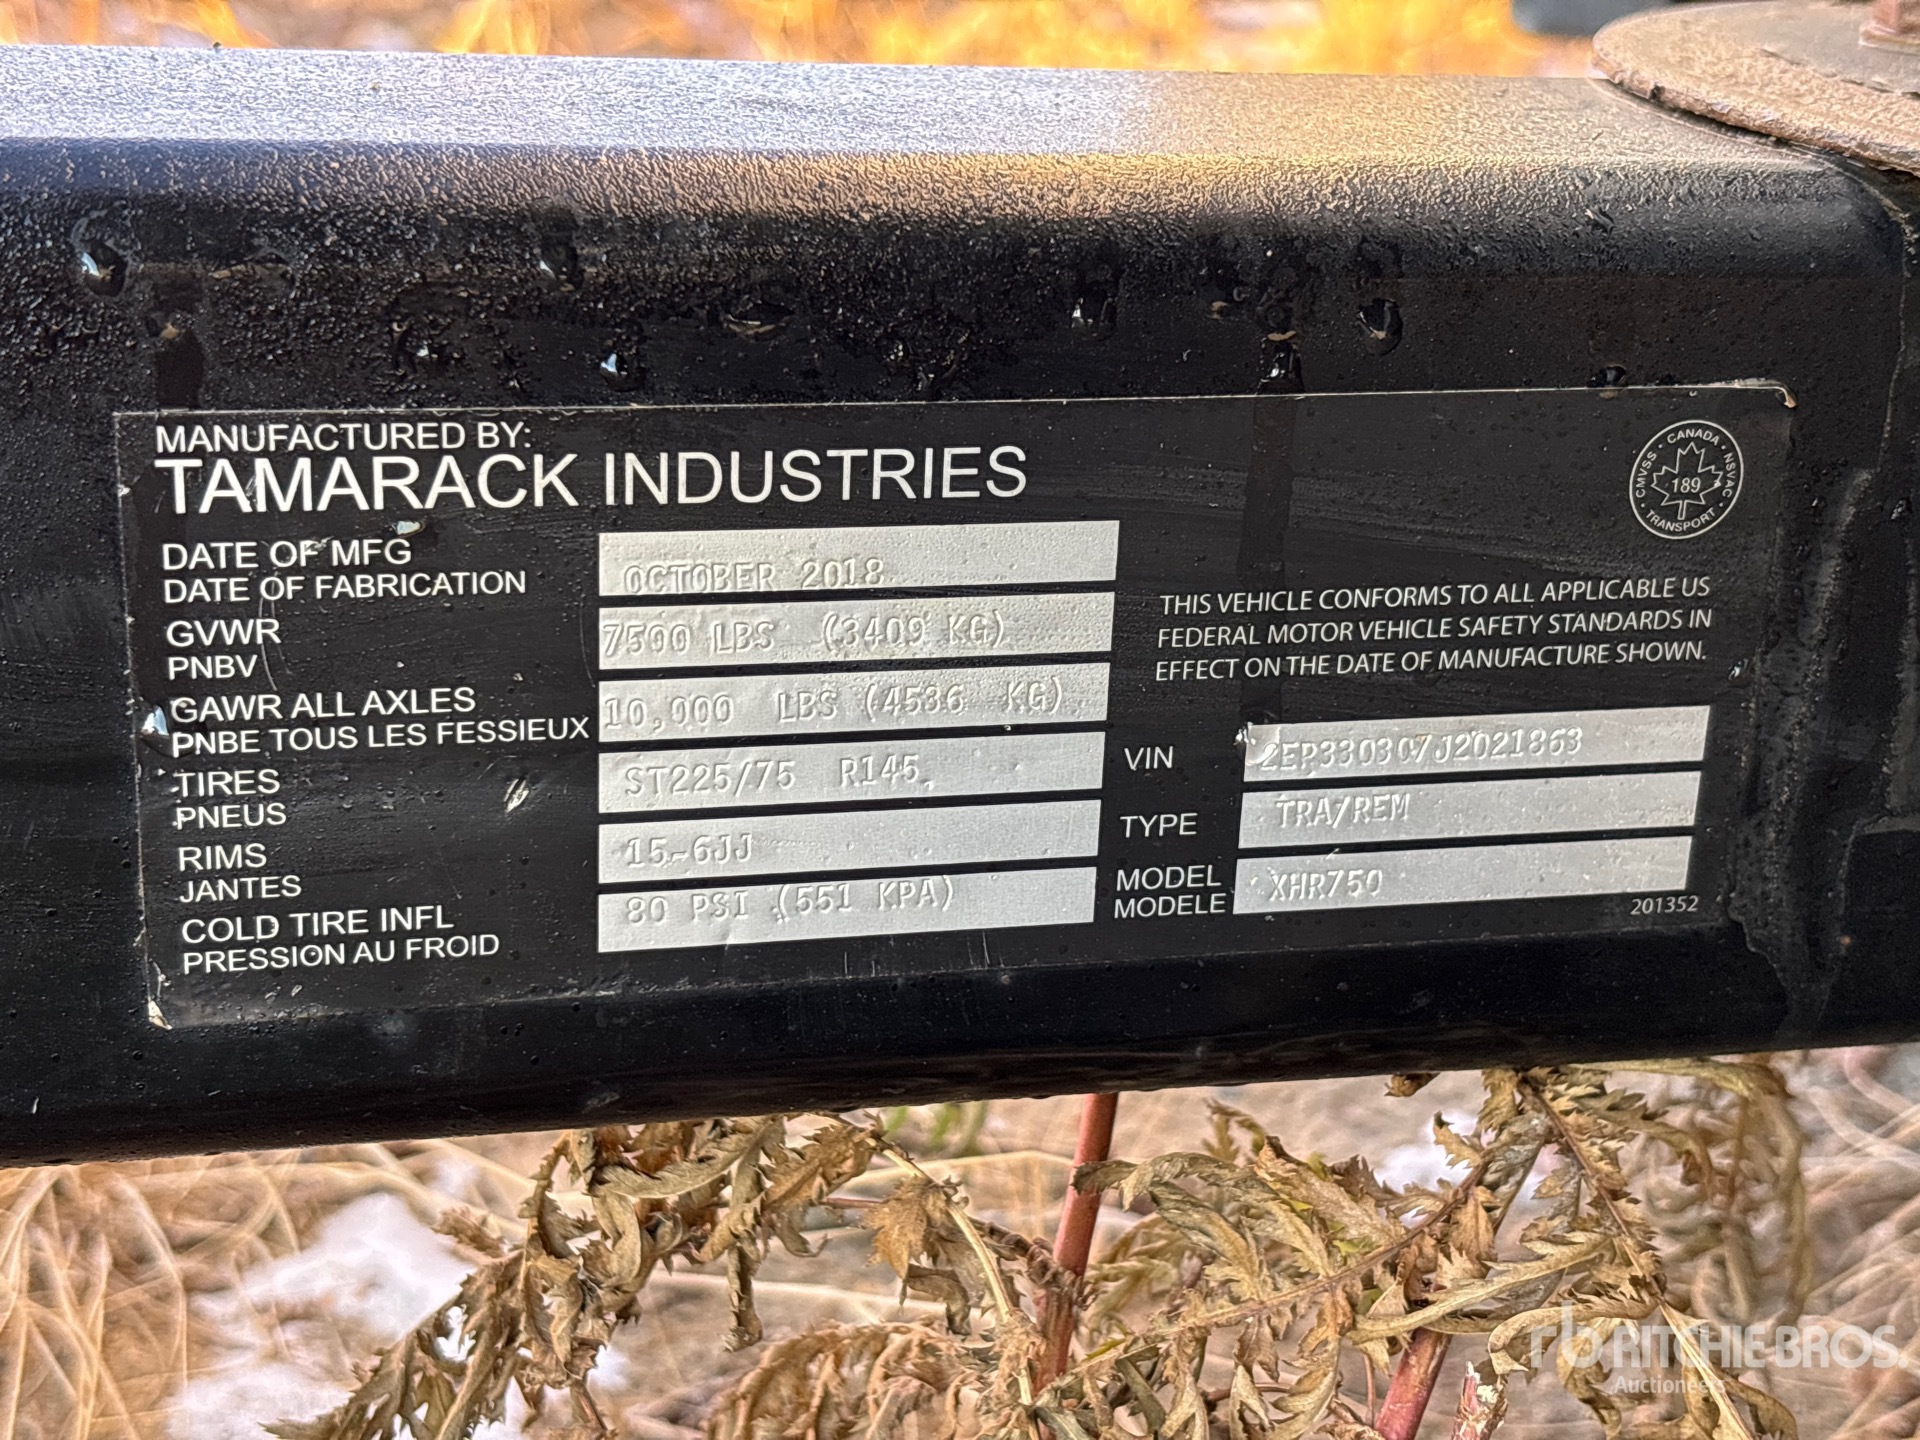 MANUFACTURED BY:
TAMARACK INDUSTRIES
CANADA
CMVSS
NSVAC
189
TRANSPORT
DATE OF MFG
DATE OF FABRICATION
OCTOBER 2018
GVWR
PNBV
7500 LBS (3409 KG)
GAWR ALL AXLES
PNBE TOUS LES FESSIEUX
10,000 LBS (4536 KG)
TIRES
PNEUS
ST225/75 R145
RIMS
JANTES
15-6JJ
COLD TIRE INFL
PRESSION AU FROID
80 PSI (551 KPA)
THIS VEHICLE CONFORMS TO ALL APPLICABLE US
FEDERAL MOTOR VEHICLE SAFETY STANDARDS IN
EFFECT ON THE DATE OF MANUFACTURE SHOWN.
VIN
2EP330307J2021863
TYPE
TRA/REM
MODEL
MODELE
XHR750
201352
rb RITCHIE BROS.
Auctioneers